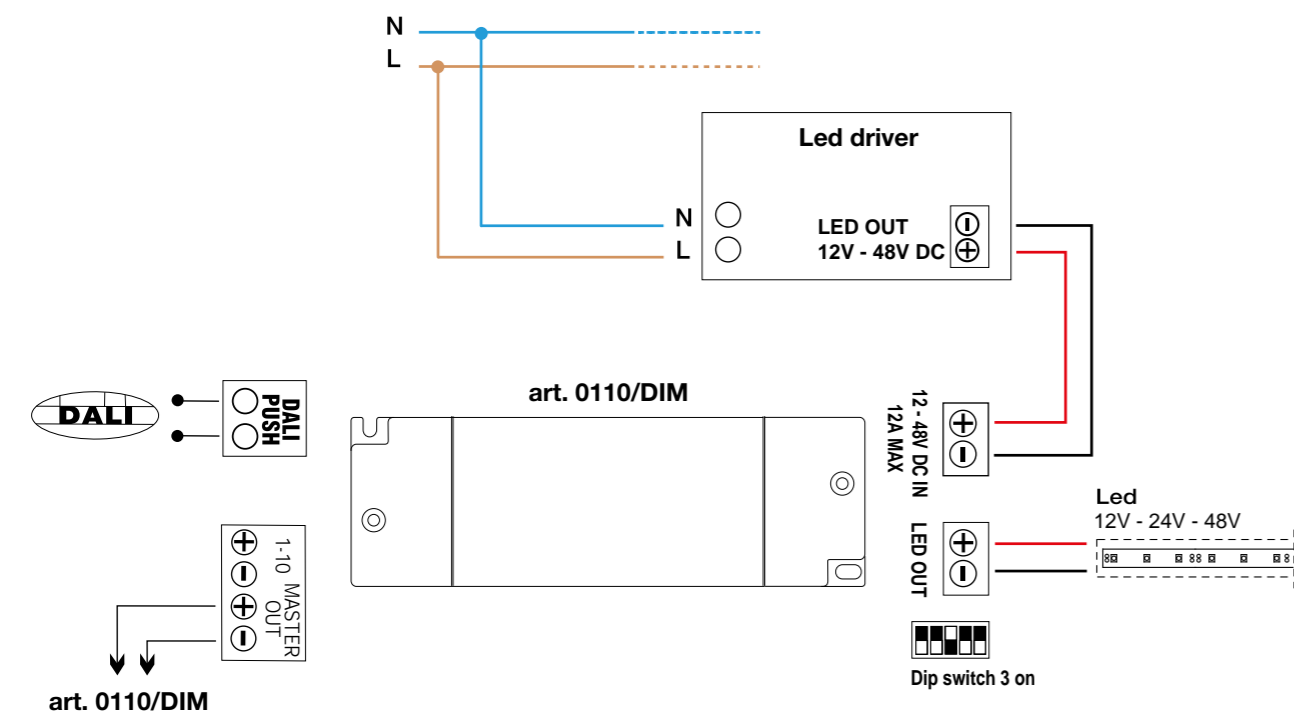 N
L
Led driver
N
L
LED OUT
12V - 48V DC
art. 0110/DIM
DALI
DALI
PUSH
12 - 48V DC IN
12A MAX
1-10
MASTER
OUT
LED OUT
Led
12V - 24V - 48V
Dip switch 3 on
art. 0110/DIM